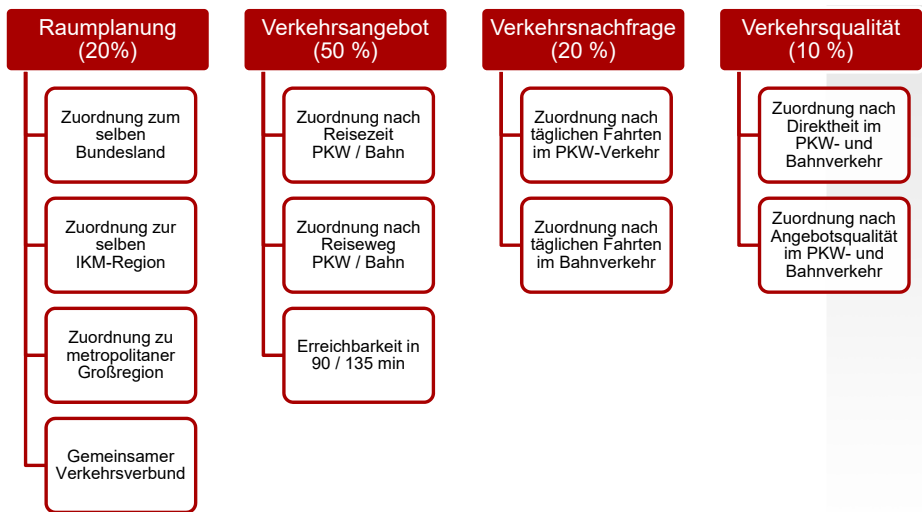 Raumplanung
(20%)
Zuordnung zum
selben
Bundesland
Zuordnung zur
selben
IKM-Region
Zuordnung zu
metropolitaner
Großregion
Gemeinsamer
Verkehrsverbund
Verkehrsangebot
(50 %)
Zuordnung nach
Reisezeit
PKW / Bahn
Zuordnung nach
Reiseweg
PKW / Bahn
Erreichbarkeit in
90 / 135 min
Verkehrsnachfrage
(20 %)
Zuordnung nach
täglichen Fahrten
im PKW-Verkehr
Zuordnung nach
täglichen Fahrten
im Bahnverkehr
Verkehrsqualität
(10 %)
Zuordnung nach
Direktheit im
PKW- und
Bahnverkehr
Zuordnung nach
Angebotsqualität
im PKW- und
Bahnverkehr